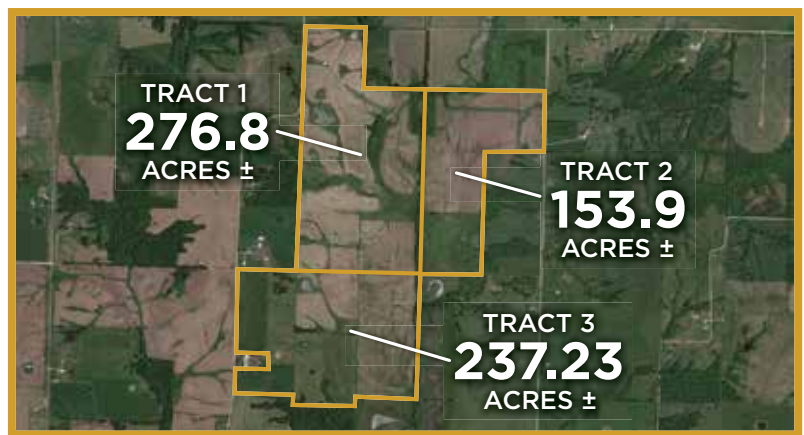 TRACT 1
276.8
ACRES ±
TRACT 2
153.9
ACRES ±
TRACT 3
237.23
ACRES ±